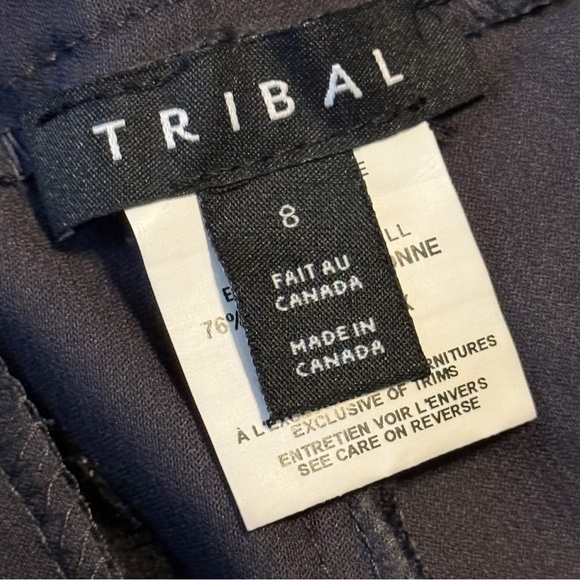 TRIBAL
8
FAIT AU
CANADA
MADE IN
CANADA
76%
EXCLUSIVE OF TRIMS
ENTRETIEN VOIR L'ENVERS
SEE CARE ON REVERSE